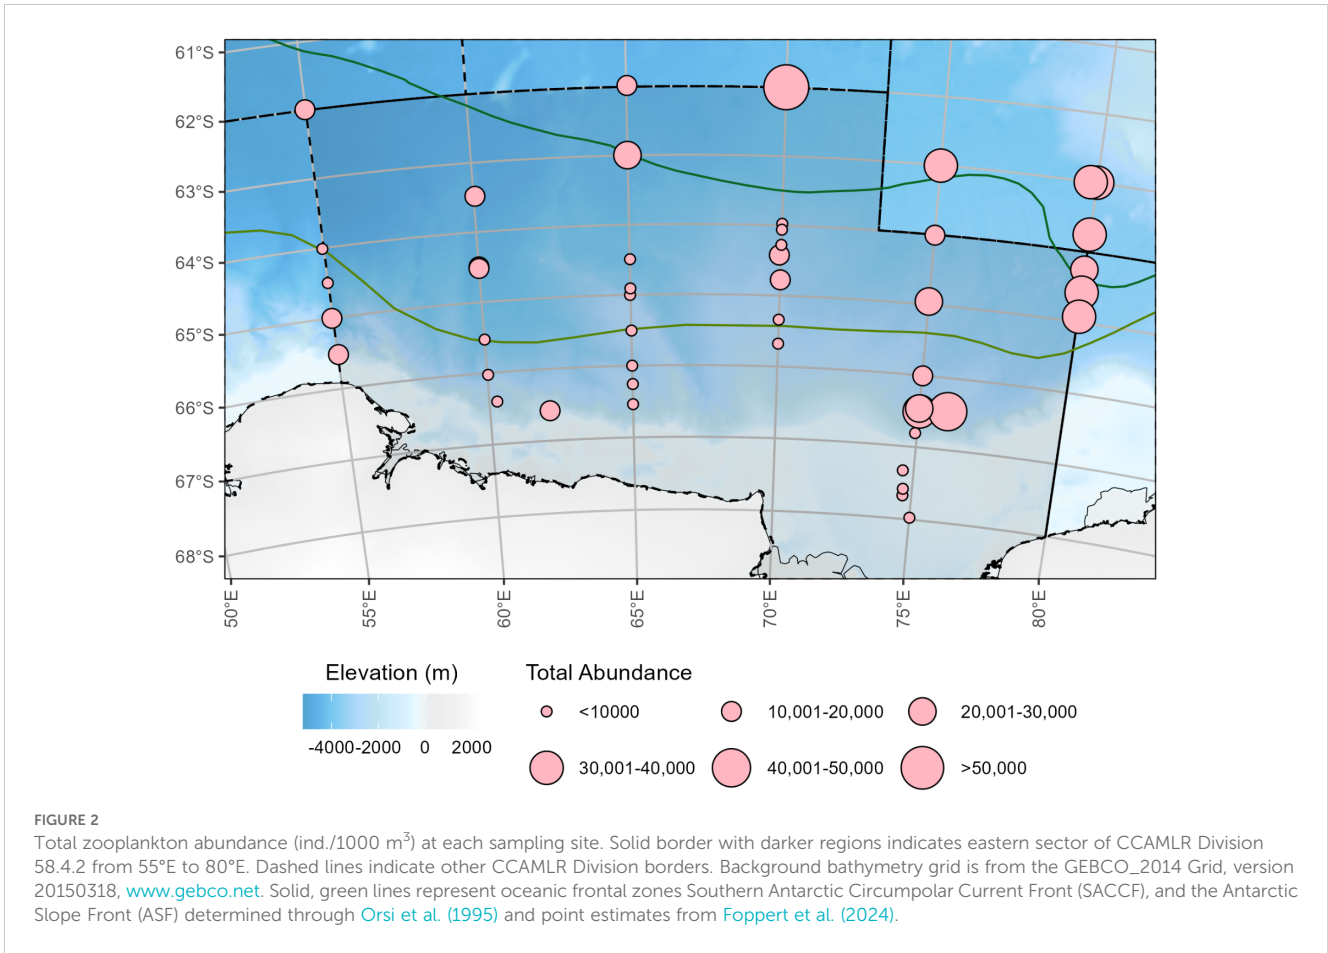 61°S
62°S
63°S
64°S
65°S
66°S
67°S
68°S
50°E
55°E
60°E
65°E
70°E
75°E
80°E
Elevation (m)
-4000 -2000 0 2000
Total Abundance
<10000
10,001-20,000
20,001-30,000
30,001-40,000
40,001-50,000
>50,000
FIGURE 2
Total zooplankton abundance (ind./1000 m³) at each sampling site. Solid border with darker regions indicates eastern sector of CCAMLR Division
58.4.2 from 55°E to 80°E. Dashed lines indicate other CCAMLR Division borders. Background bathymetry grid is from the GEBCO_2014 Grid, version
20150318, www.gebco.net. Solid, green lines represent oceanic frontal zones Southern Antarctic Circumpolar Current Front (SACCF), and the Antarctic
Slope Front (ASF) determined through Orsi et al. (1995) and point estimates from Foppert et al. (2024).